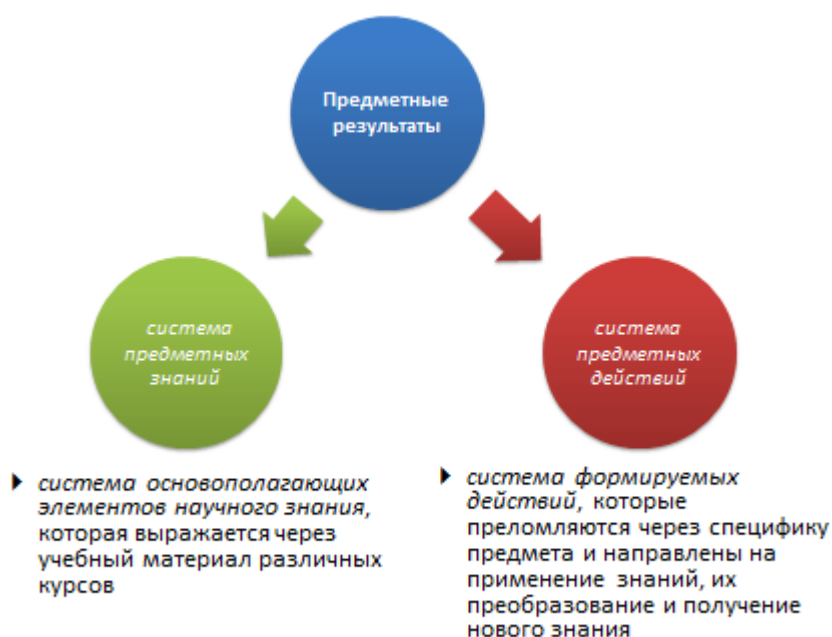 Предметные
результаты
система
предметных
знаний
система
предметных
действий
система основополагающих
элементов научного знания,
которая выражается через
учебный материал различных
курсов
система формируемых
действий, которые
преломляются через специфику
предмета и направлены на
применение знаний, их
преобразование и получение
нового знания